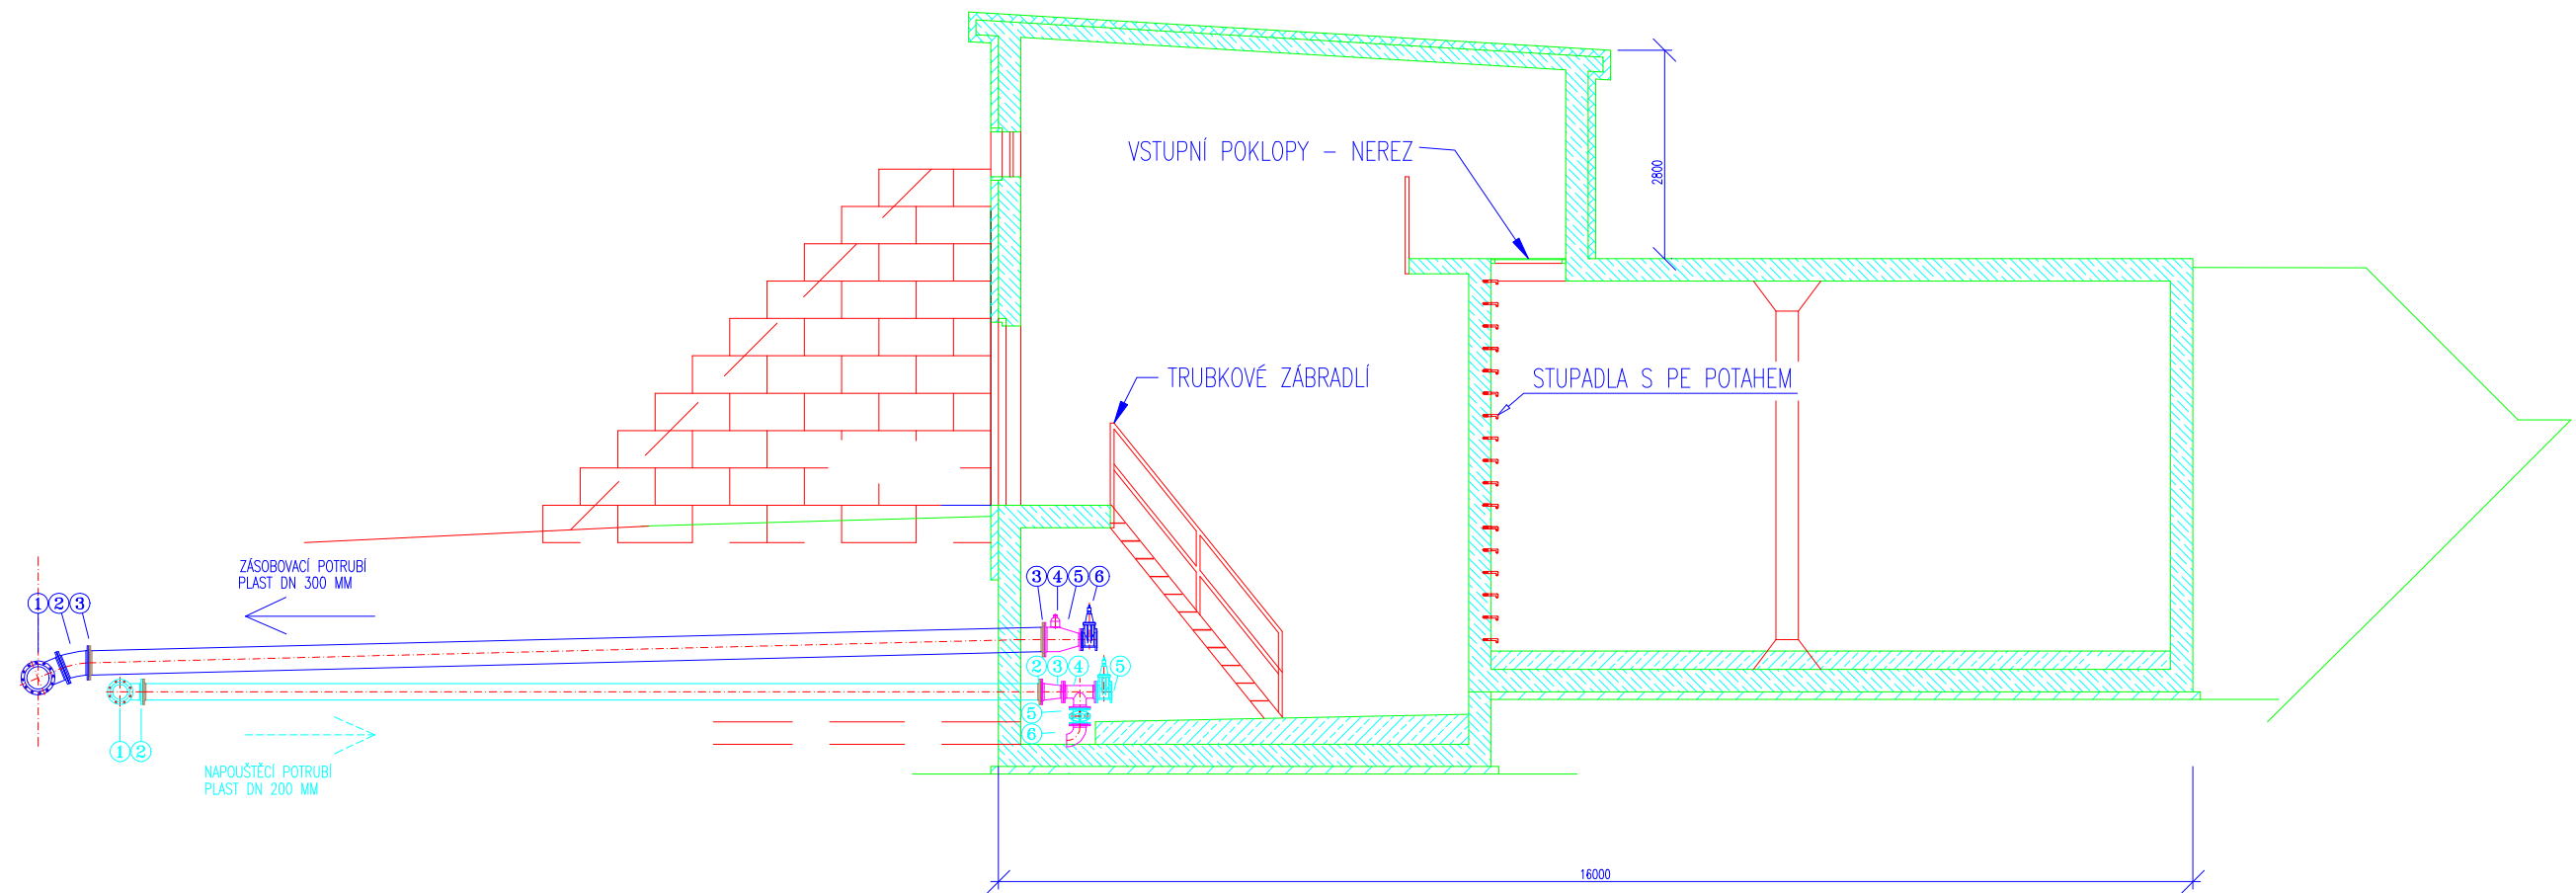 VSTUPNÍ POKLOPY – NEREZ
2800
TRUBKOVÉ ZÁBRADLÍ
STUPADLA S PE POTAHEM
ZÁSOBOVACÍ POTRUBÍ
PLAST DN 300 MM
1 2 3
3 4 5 6
2 3 4 5
5
6
1 2
NAPOUŠTĚCÍ POTRUBÍ
PLAST DN 200 MM
16000